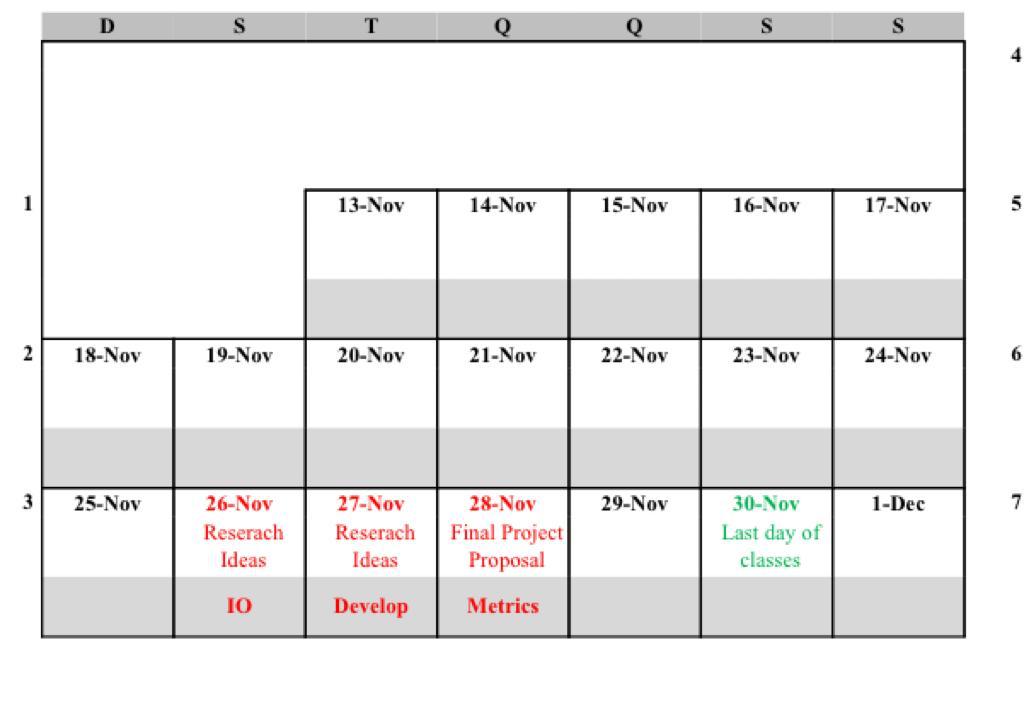 D S T Q Q S S
4
1 13-Nov 14-Nov 15-Nov 16-Nov 17-Nov 5
2 18-Nov 19-Nov 20-Nov 21-Nov 22-Nov 23-Nov 24-Nov 6
3 25-Nov 26-Nov 27-Nov 28-Nov 29-Nov 30-Nov 1-Dec 7
Reserach Reserach Final Project Last day of
Ideas Ideas Proposal classes
IO Develop Metrics